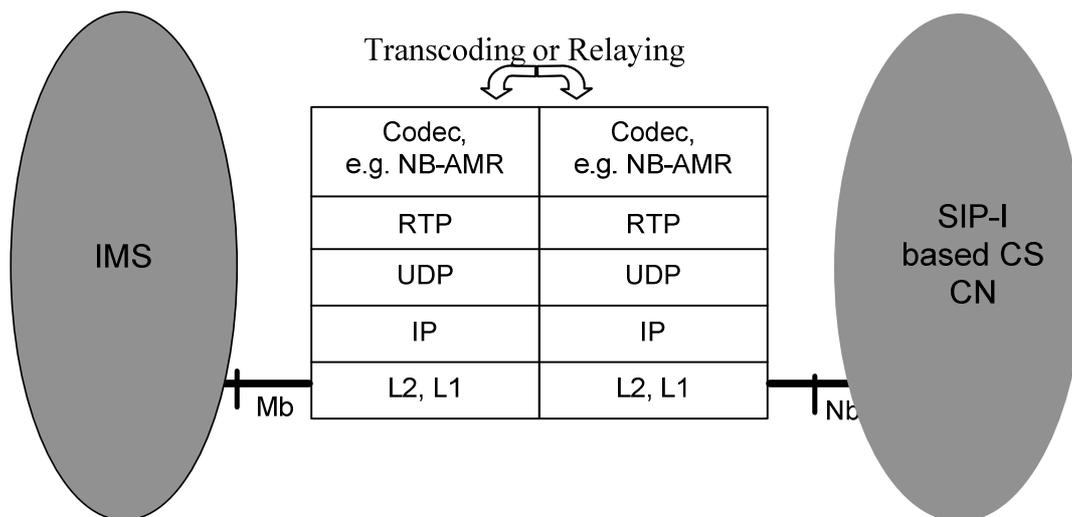 Transcoding or Relaying
Codec,
e.g. NB-AMR
Codec,
e.g. NB-AMR
RTP
RTP
UDP
UDP
IP
IP
L2, L1
L2, L1
IMS
Mb
Nb
SIP-I
based CS
CN